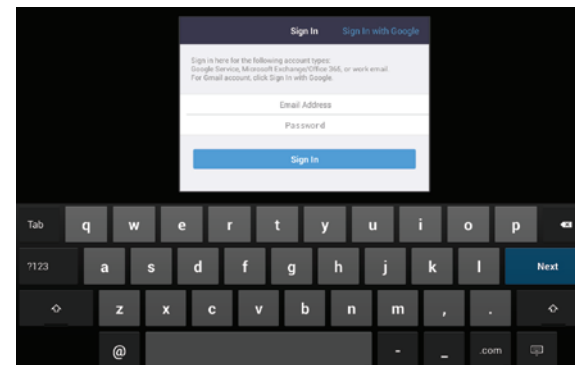 Sign In Sign In with Google
Sign in here for the following account types:
Google Service, Microsoft Exchange/Office 365, or work email.
For Gmail account, click Sign In with Google.
Email Address
Password
Sign In
Tab q w e r t y u i o p
?123 a s d f g h j k l Next
z x c v b n m , .
@ - _ .com